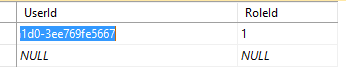 UserId RoleId
1d0-3ee769fe5667 1
NULL NULL